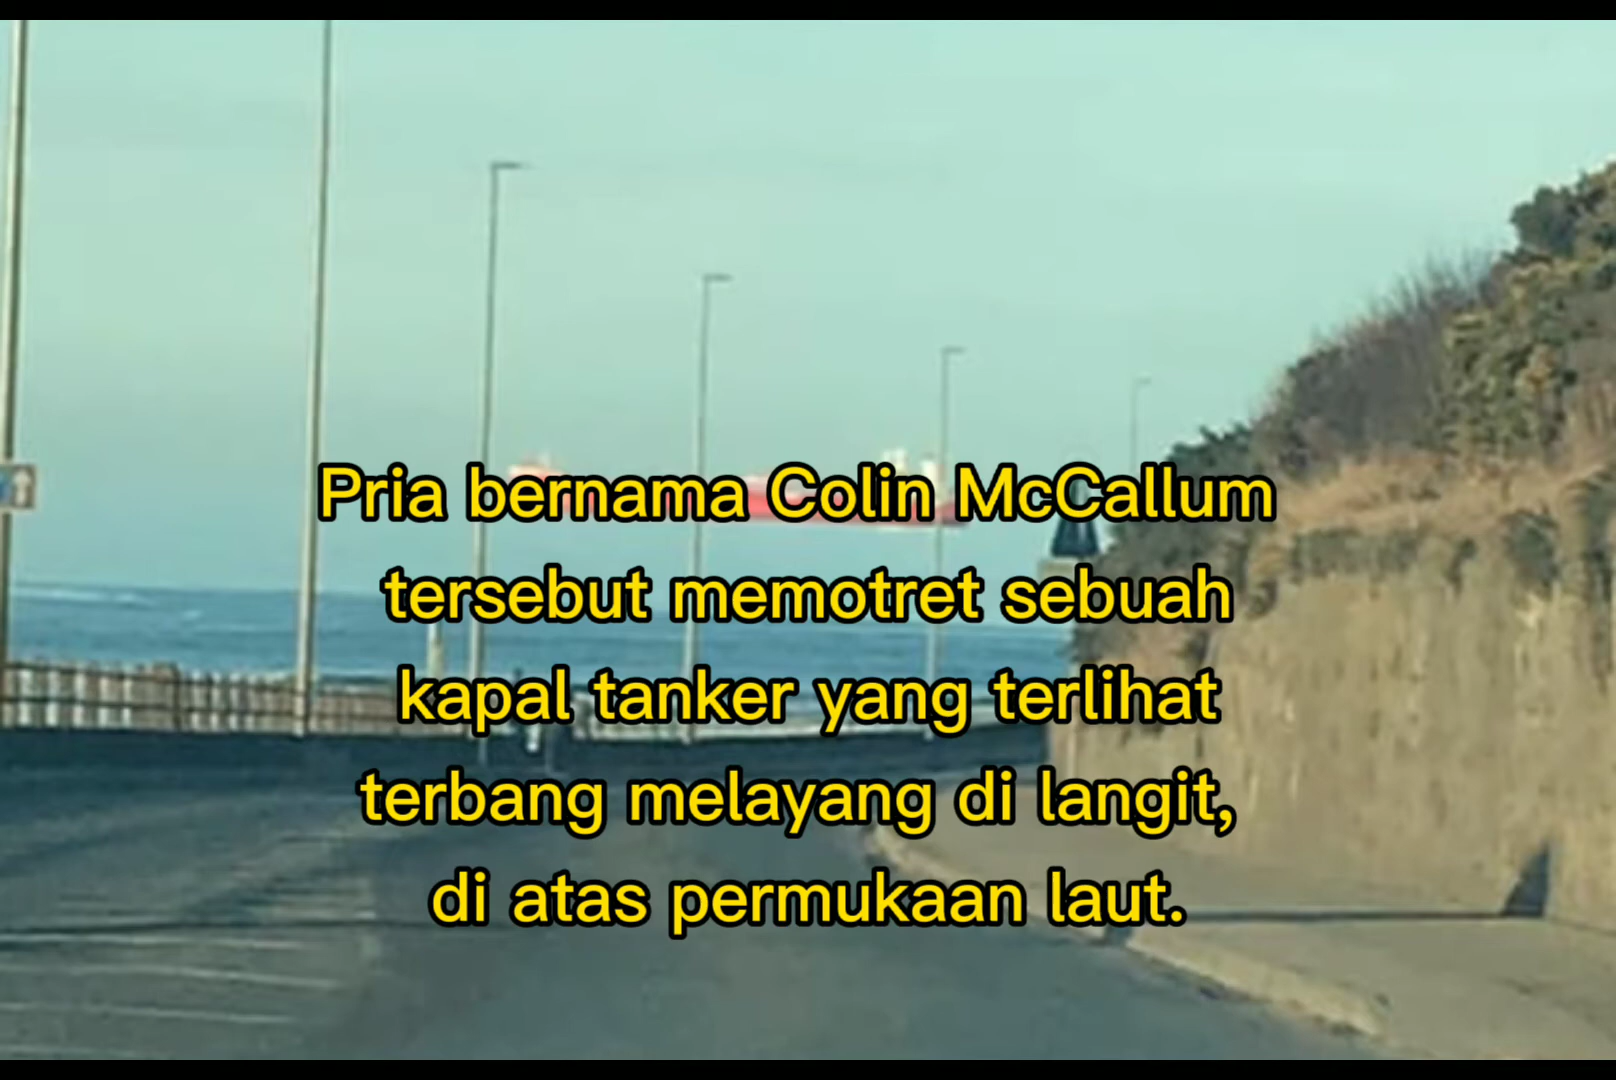 Pria bernama Colin McCallum
tersebut memotret sebuah
kapal tanker yang terlihat
terbang melayang di langit,
di atas permukaan laut.